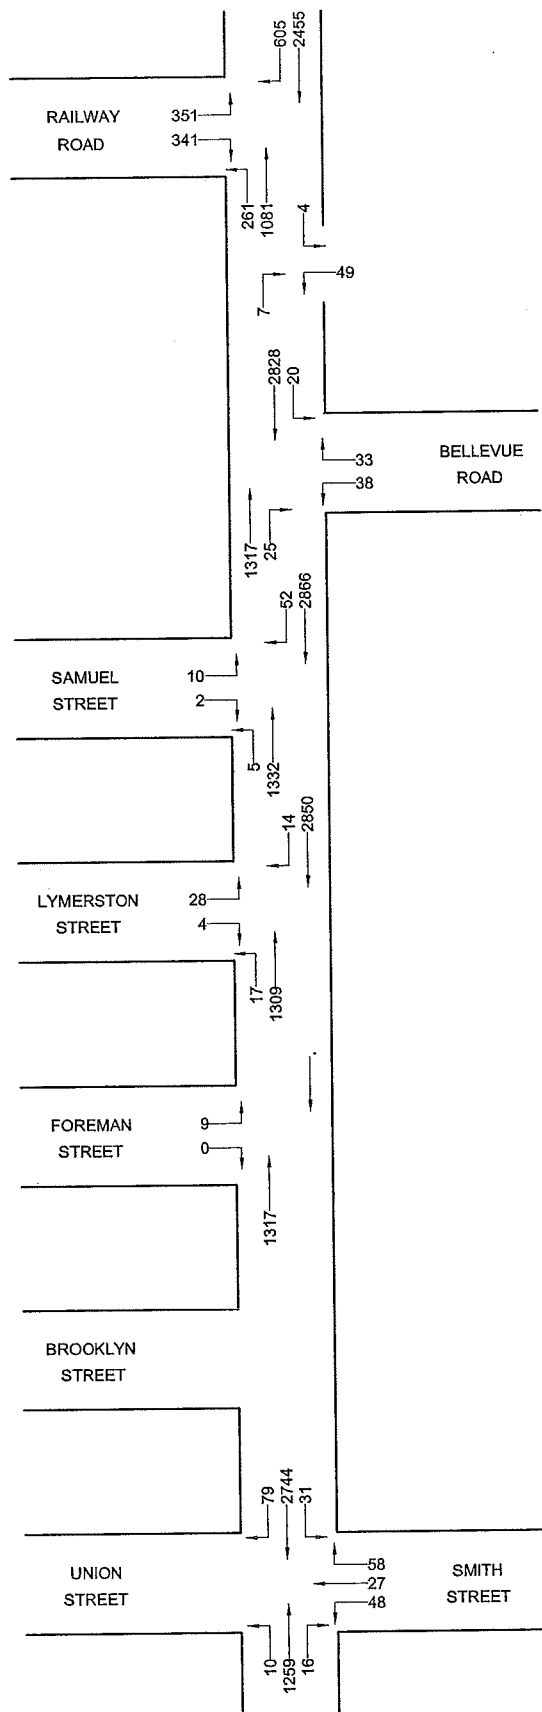 605
2455
RAILWAY
ROAD
351
341
261
1081
4
49
7
2828
20
BELLEVUE
ROAD
33
38
1317
25
52
2866
SAMUEL
STREET
10
2
5
1332
14
2850
LYMERSTON
STREET
28
4
17
1309
FOREMAN
STREET
9
0
1317
BROOKLYN
STREET
79
2744
31
UNION
STREET
58
27
48
SMITH
STREET
10
1259
16